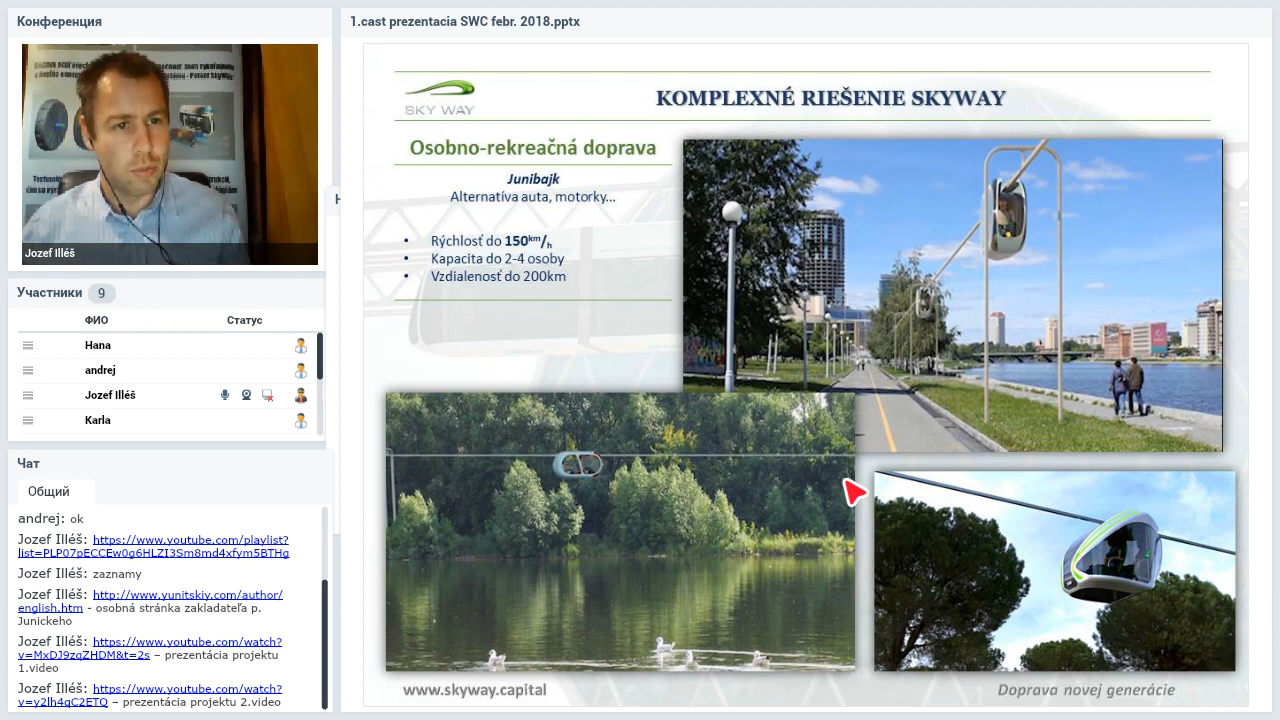 Конференция
Jozef Illéš
Участники 9
ФИО Статус
Hana
andrej
Jozef Illéš
Karla
Чат
Общий
andrej: ok
Jozef Illéš: https://www.youtube.com/playlist?
list=PLP07pECCEw0g6HLZI3Sm8md4xfym5BTHg
Jozef Illéš: zaznamy
Jozef Illéš: http://www.yunitskiy.com/author/
english.htm - osobná stránka zakladateľa p.
Junickeho
Jozef Illéš: https://www.youtube.com/watch?
v=MxDJ9zqZHDM&t=2s – prezentácia projektu
1.video
Jozef Illéš: https://www.youtube.com/watch?
v=y2lh4qC2ETQ – prezentácia projektu 2.video
1.cast prezentacia SWC febr. 2018.pptx
SKY WAY
KOMPLEXNÉ RIEŠENIE SKYWAY
Osobno-rekreačná doprava
Junibajk
Alternatíva auta, motorky...
• Rýchlosť do 150km/h
• Kapacita do 2-4 osoby
• Vzdialenosť do 200km
www.skyway.capital
Doprava novej generácie